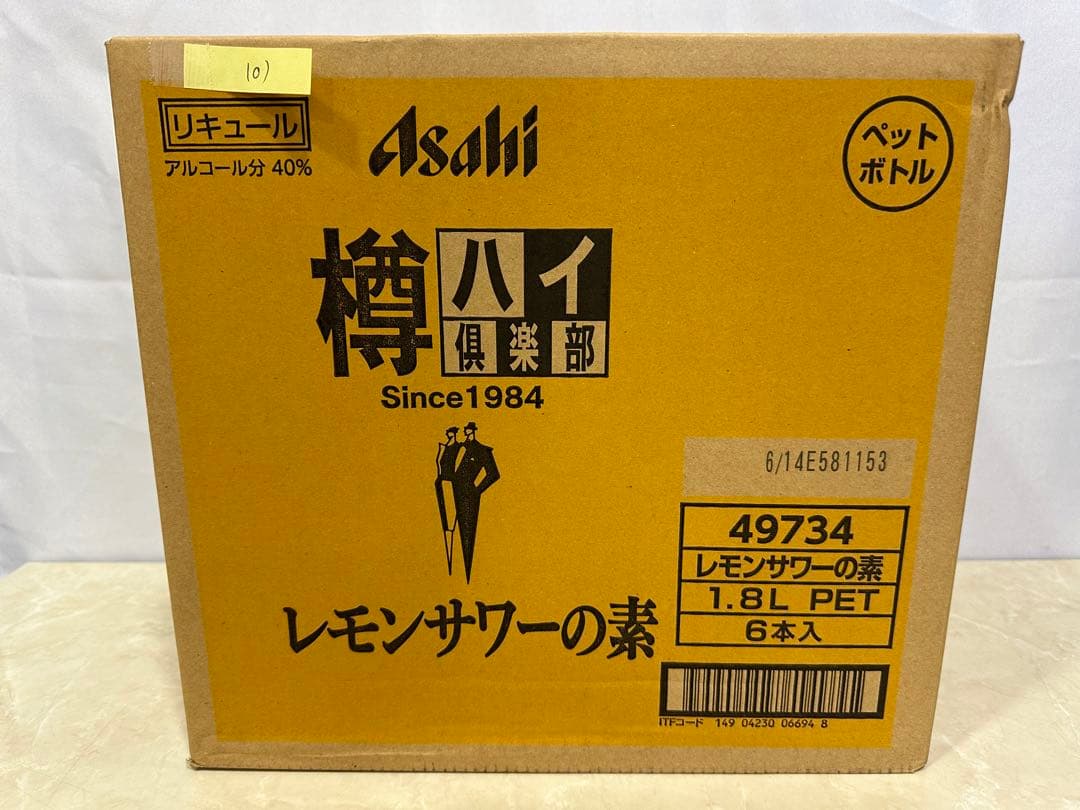 10)
リキュール
アルコール分 40%
Asahi
ペット
ボトル
樽ハイ
倶楽部
Since1984
6/14E581153
49734
レモンサワーの素
1.8L PET
6本入
レモンサワーの素
ITFコード 149 04230 06694 8